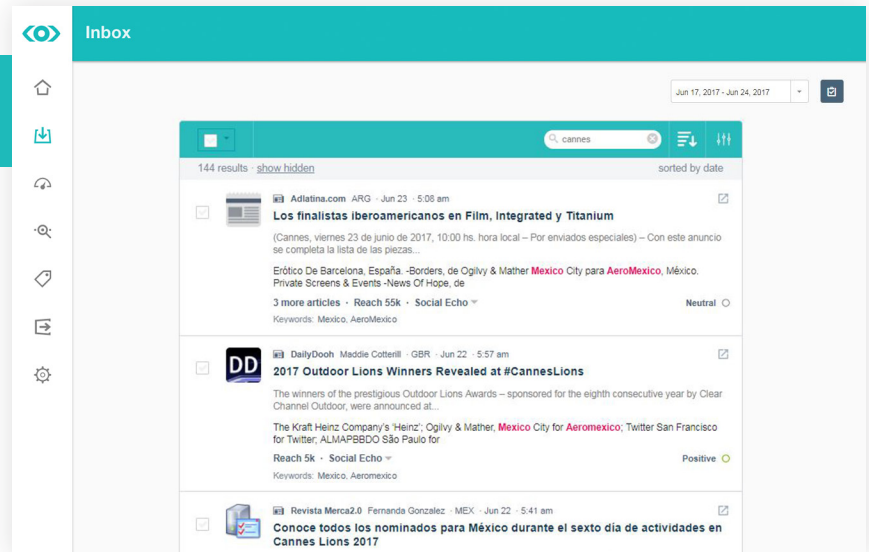 Inbox
Jun 17, 2017 - Jun 24, 2017
cannes
144 results · show hidden
sorted by date
Adlatina.com ARG · Jun 23 · 5:08 am
Los finalistas iberoamericanos en Film, Integrated y Titanium
(Cannes, viernes 23 de junio de 2017, 10:00 hs. hora local – Por enviados especiales) – Con este anuncio
se completa la lista de las piezas...
Erótico De Barcelona, España. -Borders, de Ogilvy & Mather Mexico City para AeroMexico, México.
Private Screens & Events -News Of Hope, de
3 more articles · Reach 55k · Social Echo
Neutral
Keywords: Mexico, AeroMexico
DD
DailyDooh Maddie Cotterill · GBR · Jun 22 · 5:57 am
2017 Outdoor Lions Winners Revealed at #CannesLions
The winners of the prestigious Outdoor Lions Awards – sponsored for the eighth consecutive year by Clear
Channel Outdoor, were announced at...
The Kraft Heinz Company's 'Heinz'; Ogilvy & Mather, Mexico City for Aeromexico; Twitter San Francisco
for Twitter; ALMAPBBDO São Paulo for
Reach 5k · Social Echo
Positive
Keywords: Mexico, Aeromexico
Revista Merca2.0 Fernanda Gonzalez · MEX · Jun 22 · 5:41 am
Conoce todos los nominados para México durante el sexto día de actividades en
Cannes Lions 2017